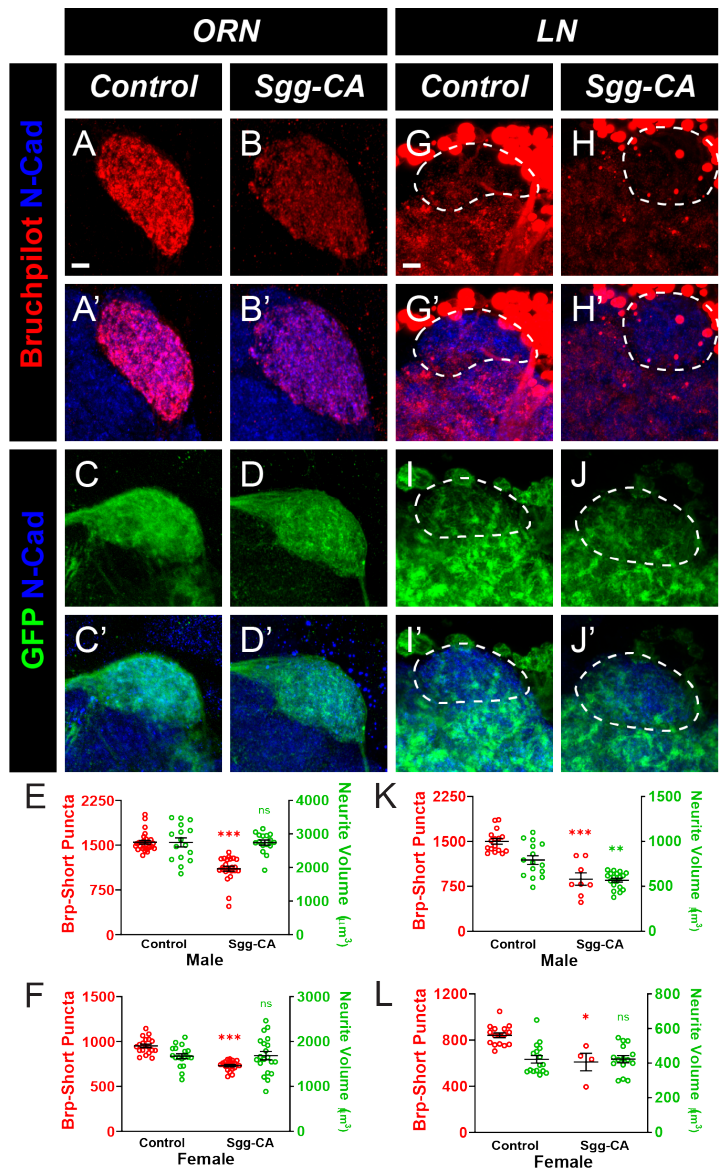 ORN LN
Control Sgg-CA Control Sgg-CA
Bruchpilot N-Cad
A B G H
A' B' G' H'
GFP N-Cad
C D I J
C' D' I' J'
E
Brp-Short Puncta
2250
1500
750
0
***
ns
4000
3000
2000
1000
0
Neurite Volume (μm³)
Control Sgg-CA
Male
K
Brp-Short Puncta
2250
1500
750
0
***
**
1500
1000
500
0
Neurite Volume (μm³)
Control Sgg-CA
Male
F
Brp-Short Puncta
1500
1000
500
0
***
ns
3000
2000
1000
0
Neurite Volume (μm³)
Control Sgg-CA
Female
L
Brp-Short Puncta
1200
800
400
0
*
ns
800
600
400
200
0
Neurite Volume (μm³)
Control Sgg-CA
Female